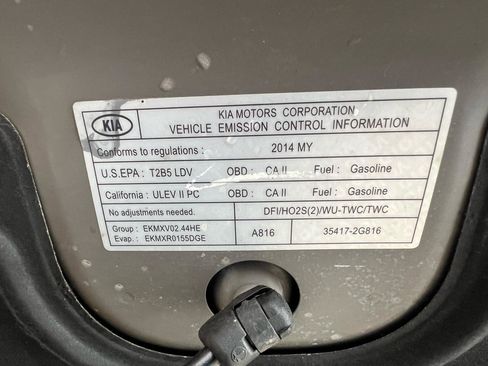 KIA
KIA MOTORS CORPORATION
VEHICLE EMISSION CONTROL INFORMATION
Conforms to regulations : 2014 MY
U.S.EPA : T2B5 LDV OBD : CA II Fuel : Gasoline
California : ULEV II PC OBD : CA II Fuel : Gasoline
No adjustments needed. DFI/HO2S(2)/WU-TWC/TWC
Group : EKMXV02.44HE
Evap. : EKMXR0155DGE
A816 35417-2G816